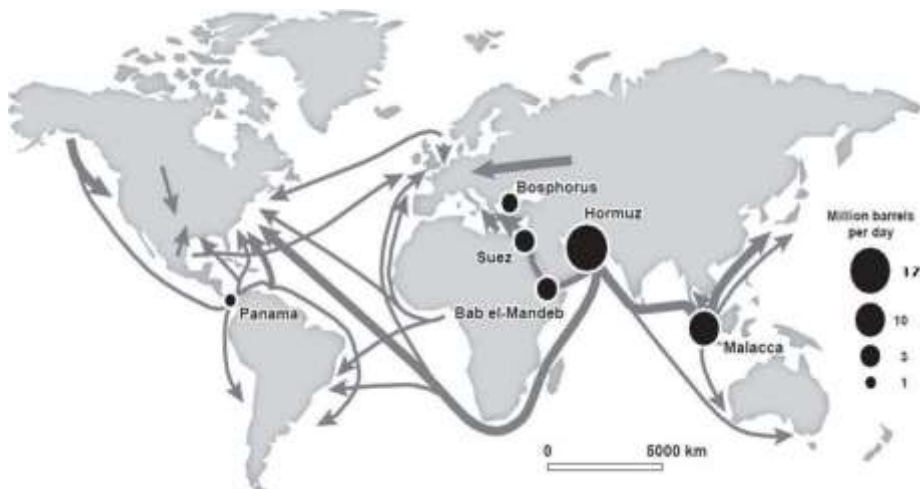 Bosphorus
Hormuz
Million barrels
per day
Suez
17
Panama
Bab el-Mandeb
10
Malacca
3
1
0
5000 km